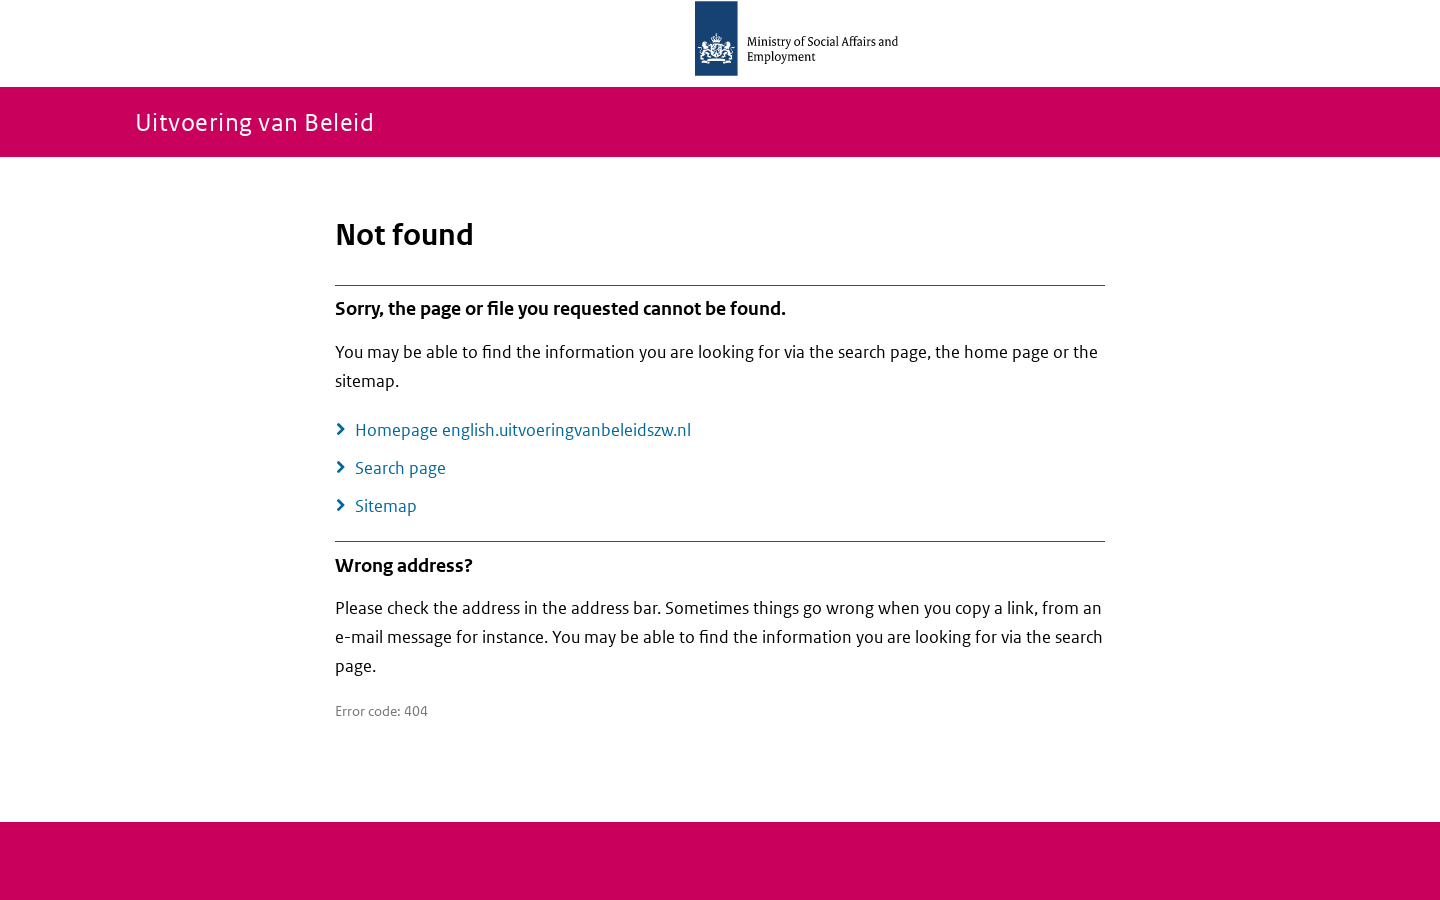 Ministry of Social Affairs and
Employment
Uitvoering van Beleid
Not found
Sorry, the page or file you requested cannot be found.
You may be able to find the information you are looking for via the search page, the home page or the
sitemap.
Homepage english.uitvoeringvanbeleidszw.nl
Search page
Sitemap
Wrong address?
Please check the address in the address bar. Sometimes things go wrong when you copy a link, from an
e-mail message for instance. You may be able to find the information you are looking for via the search
page.
Error code: 404